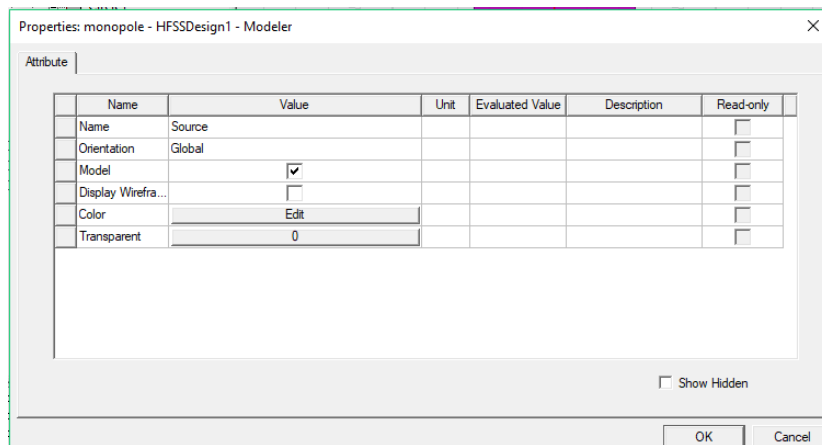 Properties: monopole - HFSSDesign1 - Modeler
Attribute
Name Value Unit Evaluated Value Description Read-only
Name Source
Orientation Global
Model
Display Wirefra...
Color Edit
Transparent 0
Show Hidden
OK Cancel